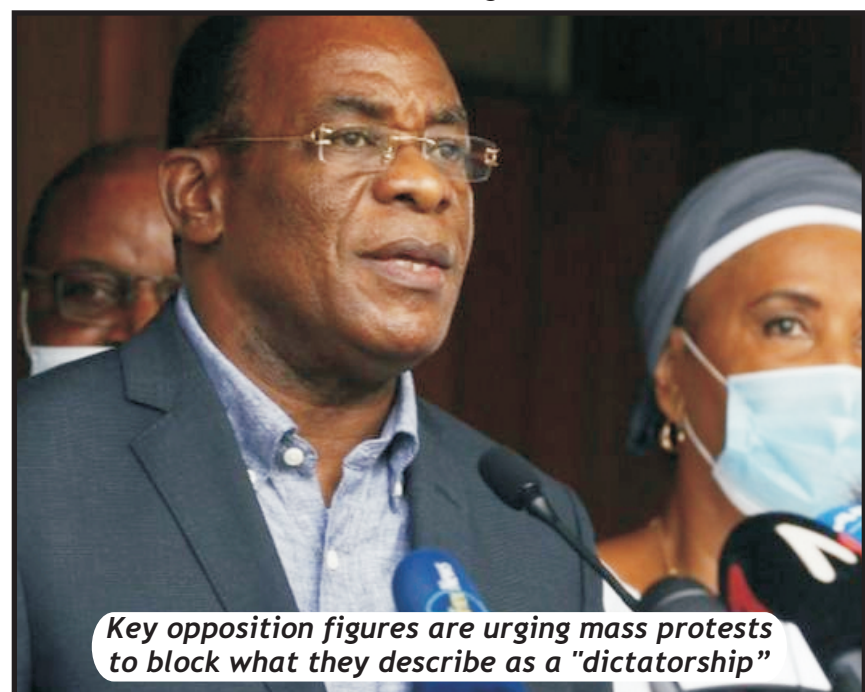 Key opposition figures are urging mass protests
to block what they describe as a "dictatorship”